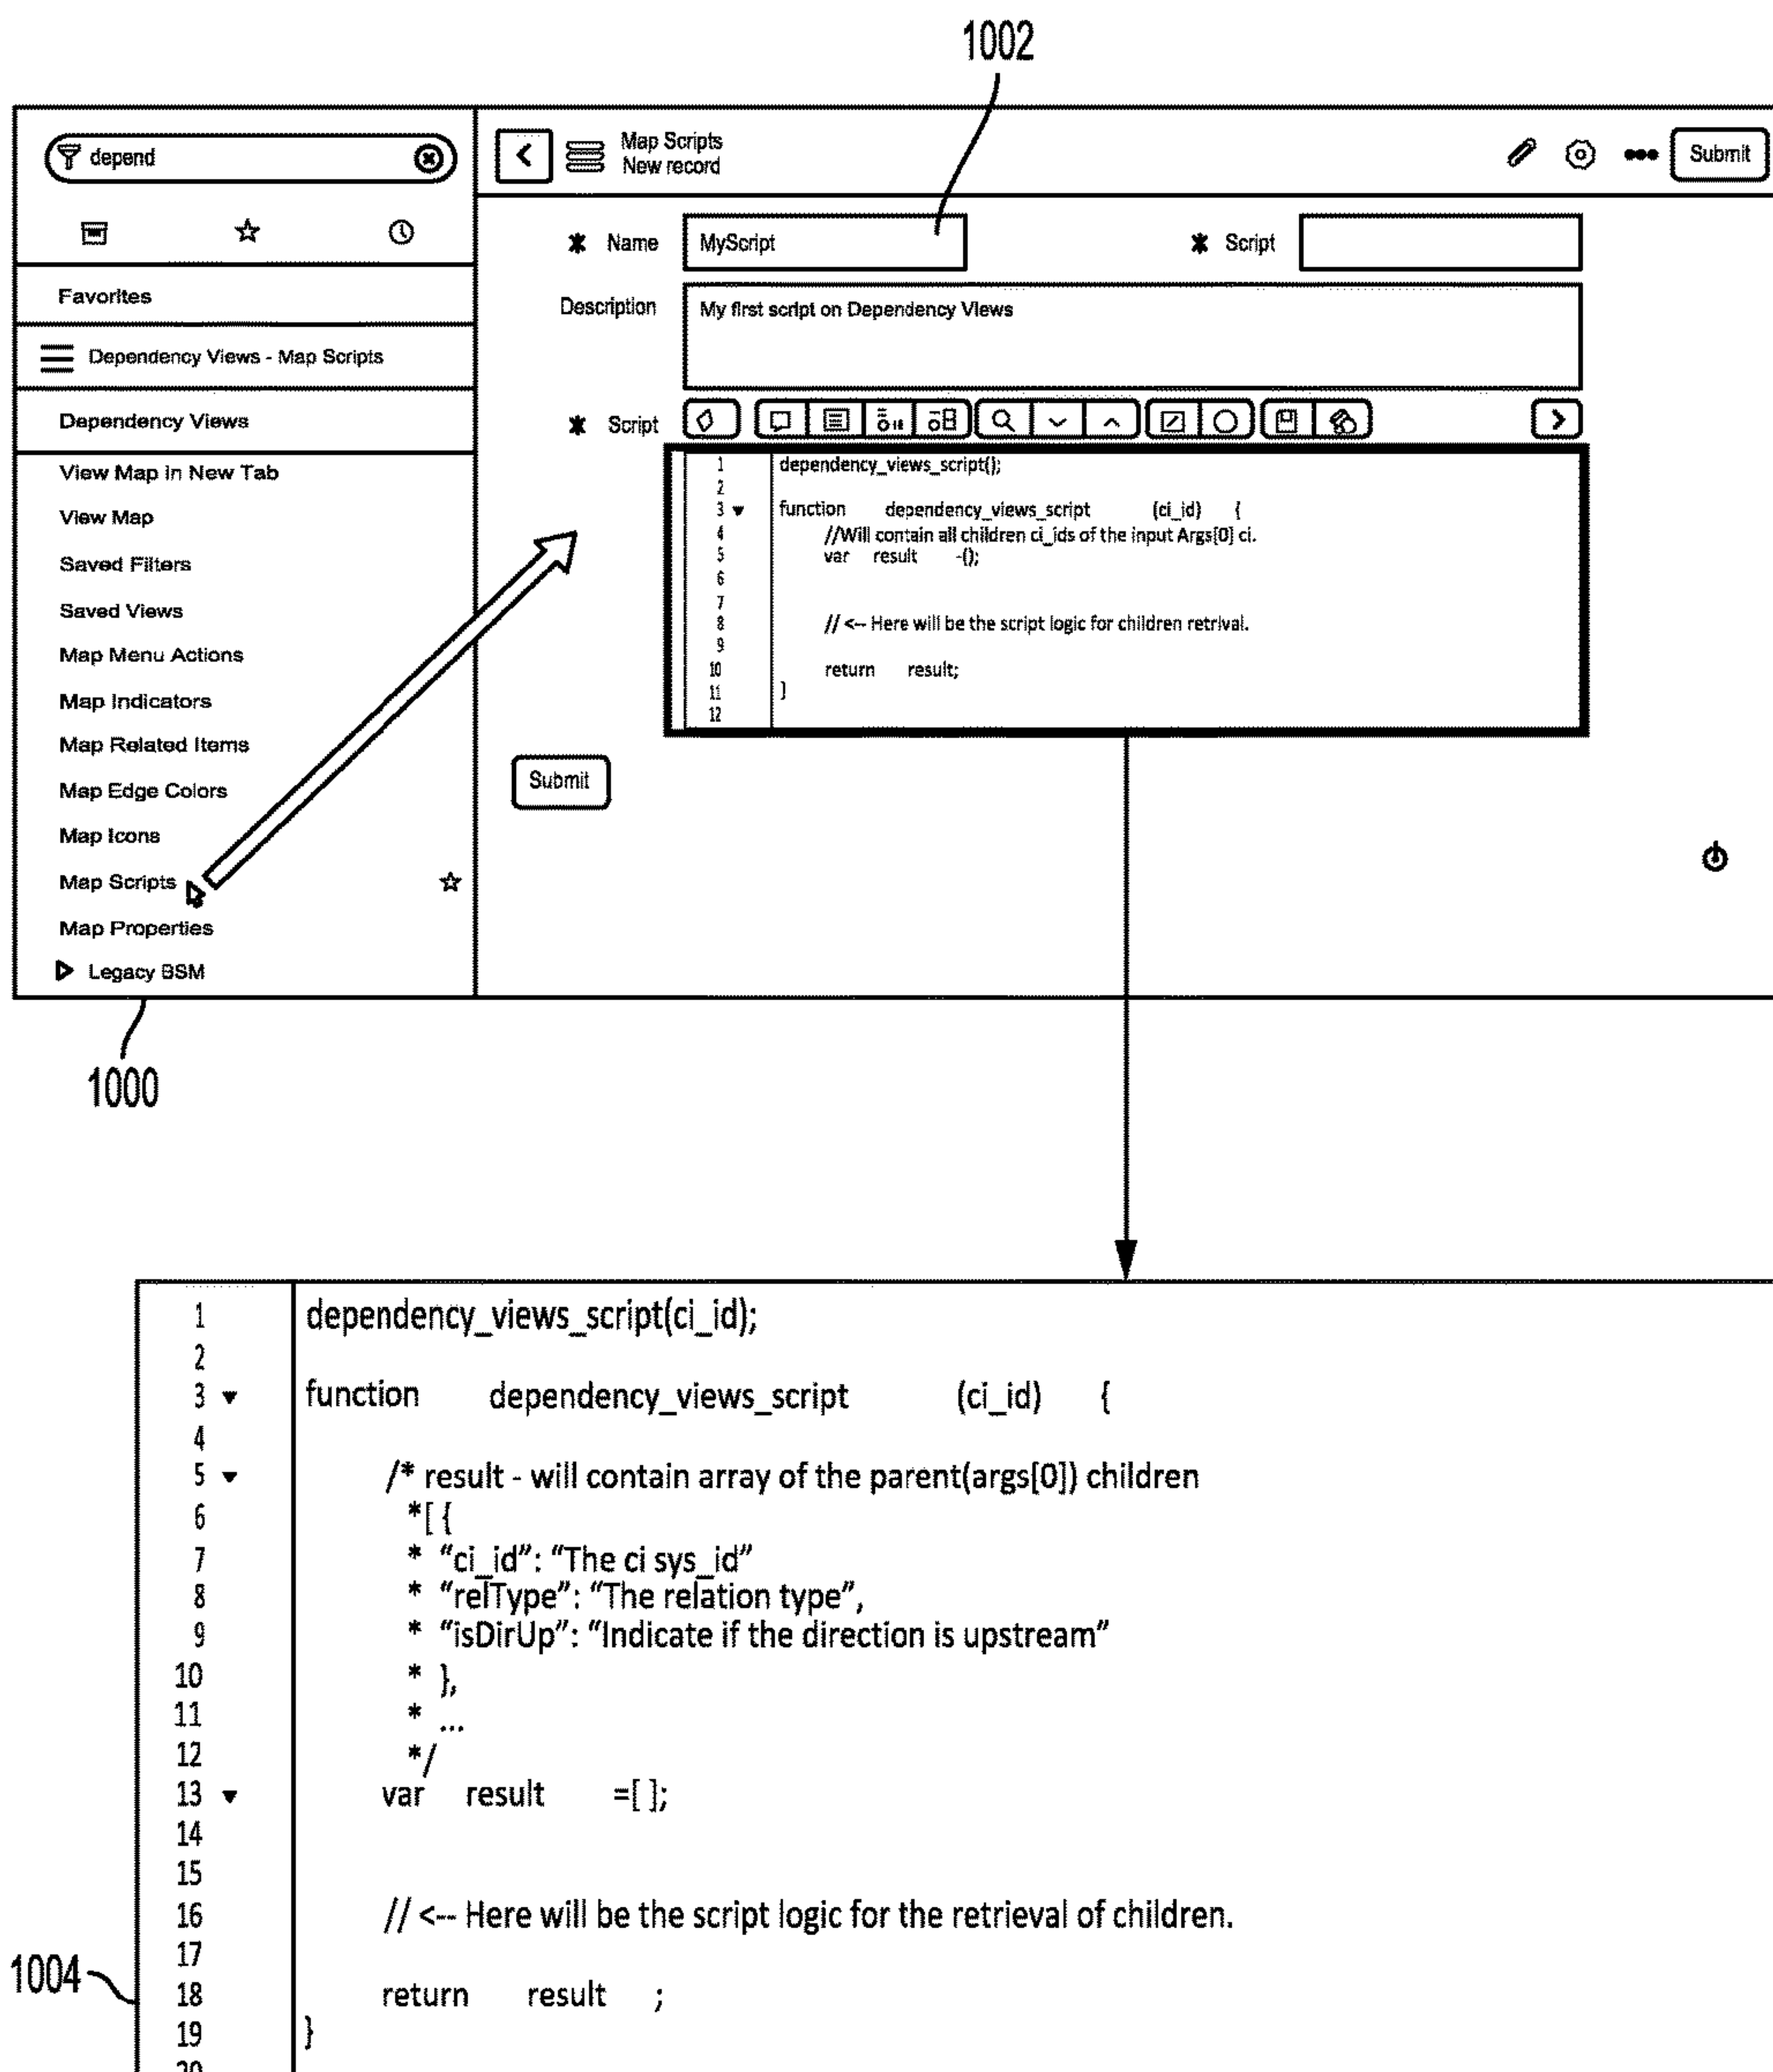 1002
depend
Map Scripts
New record
Submit
Favorites
Dependency Views - Map Scripts
Dependency Views
View Map in New Tab
View Map
Saved Filters
Saved Views
Map Menu Actions
Map Indicators
Map Related Items
Map Edge Colors
Map Icons
Map Scripts
Map Properties
Legacy BSM
* Name MyScript * Script
Description My first script on Dependency Views
* Script
1 dependency_views_script();
2
3 function dependency_views_script (ci_id) {
4 //Will contain all children ci_ids of the input Args[0] ci.
5 var result -();
6
7
8 // <-- Here will be the script logic for children retrival.
9
10 return result;
11 }
12
Submit
1000
1 dependency_views_script(ci_id);
2
3 function dependency_views_script (ci_id) {
4
5 /* result - will contain array of the parent(args[0]) children
6 *[ {
7 * "ci_id": "The ci sys_id"
8 * "relType": "The relation type",
9 * "isDirUp": "Indicate if the direction is upstream"
10 * },
11 * ...
12 */
13 var result =[ ];
14
15
16 // <-- Here will be the script logic for the retrieval of children.
17
18 return result ;
19 }
20
1004